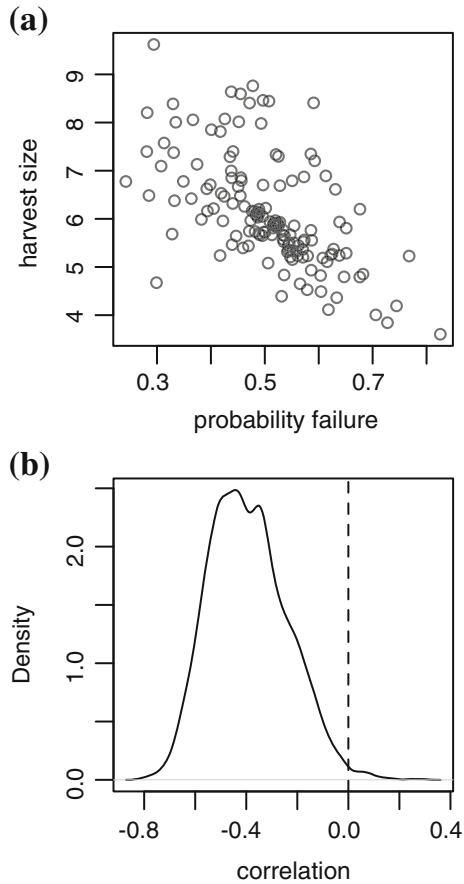 (a)
harvest size
9
8
7
6
5
4
0.3 0.5 0.7
probability failure
(b)
Density
2.0
1.0
0.0
-0.8 -0.4 0.0 0.4
correlation